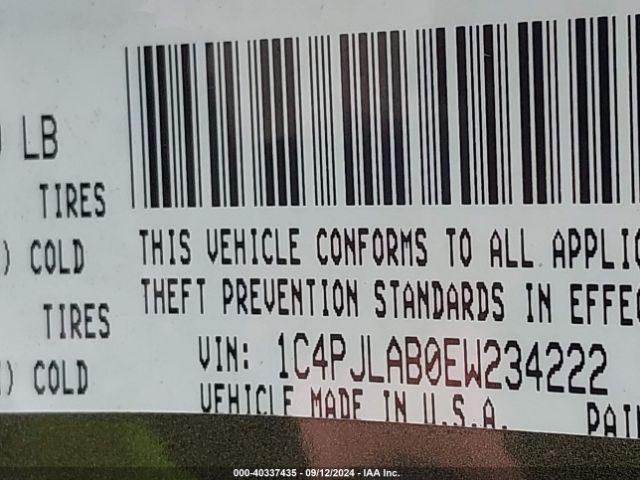 LB
TIRES
) COLD
TIRES
) COLD
THIS VEHICLE CONFORMS TO ALL APPLIC
THEFT PREVENTION STANDARDS IN EFFEC
VIN: 1C4PJLAB0EW234222
VEHICLE MADE IN U.S.A. PAI
000-40337435 - 09/12/2024 - IAA Inc.